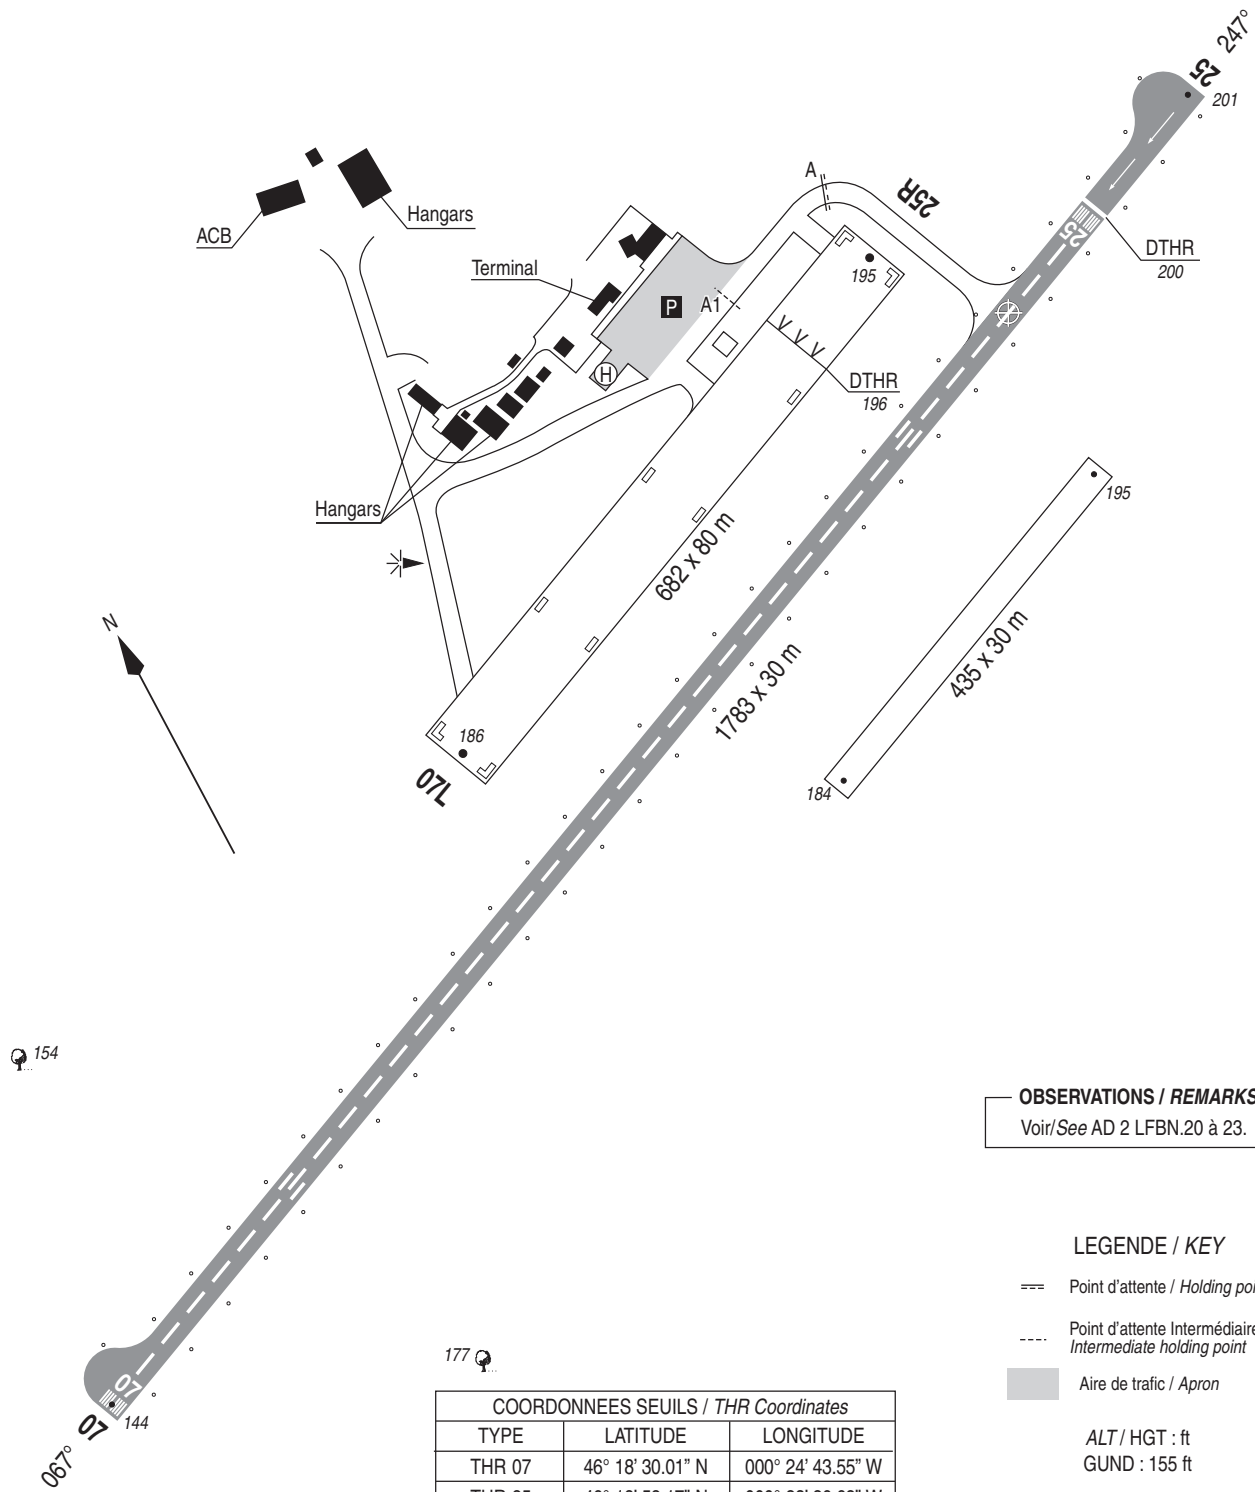 25 247°
201
A
25R
Hangars
ACB
25
DTHR
200
Terminal
195
P
A1
H
DTHR
196
195
Hangars
682 x 80 m
435 x 30 m
N
1783 x 30 m
186
07L
184
154
OBSERVATIONS / REMARKS
Voir/See AD 2 LFBN.20 à 23.
LEGENDE / KEY
Point d'attente / Holding
Point d'attente Intermédiaire
Intermediate holding point
177
07
Aire de trafic / Apron
COORDONNEES SEUILS / THR Coordinates
TYPE LATITUDE LONGITUDE
144
07
067°
ALT / HGT : ft
THR 07 46° 18' 30.01" N 000° 24' 43.55" W
GUND : 155 ft